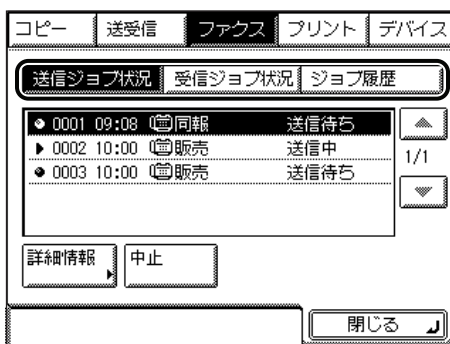 コピー 送受信 ファクス プリント デバイス
送信ジョブ状況 受信ジョブ状況 ジョブ履歴
0001 09:08 同報 送信待ち
0002 10:00 販売 送信中
1/1
0003 10:00 販売 送信待ち
詳細情報 中止
閉じる